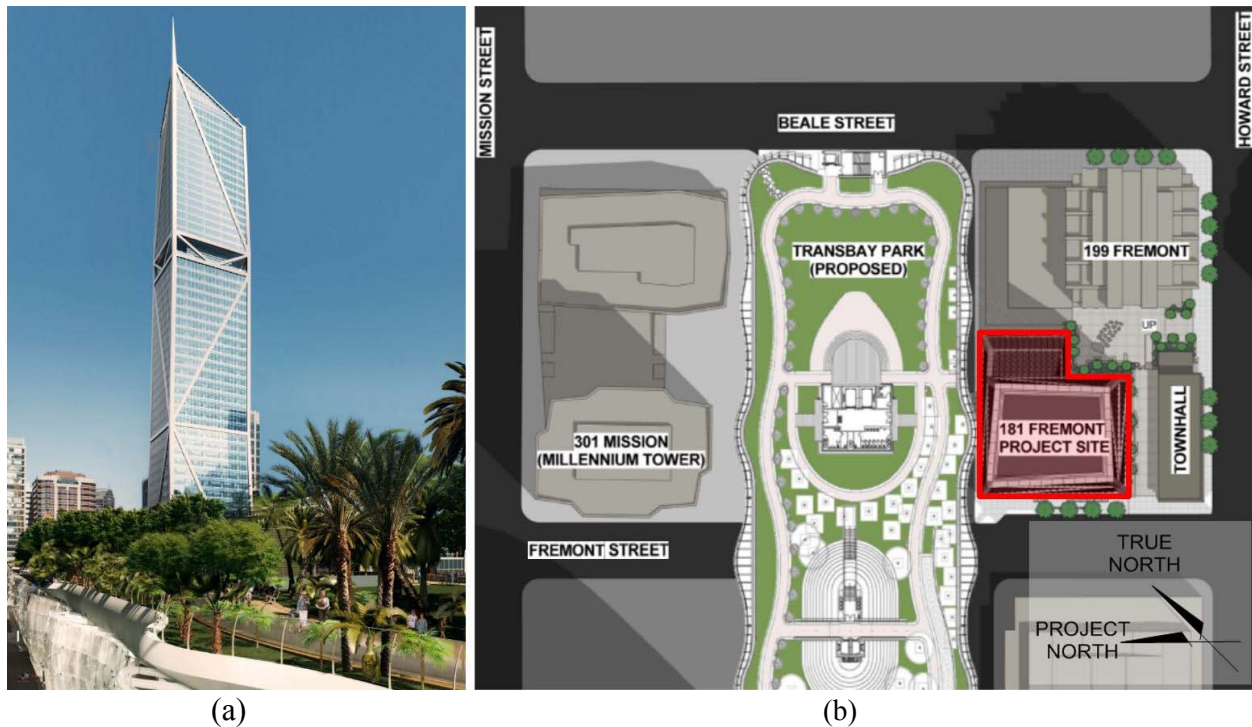 MISSION STREET
HOWARD STREET
BEALE STREET
TRANSBAY PARK
(PROPOSED)
199 FREMONT
UP
301 MISSION
(MILLENNIUM TOWER)
181 FREMONT
PROJECT SITE
TOWNHALL
FREMONT STREET
TRUE
NORTH
PROJECT
NORTH
(a)
(b)